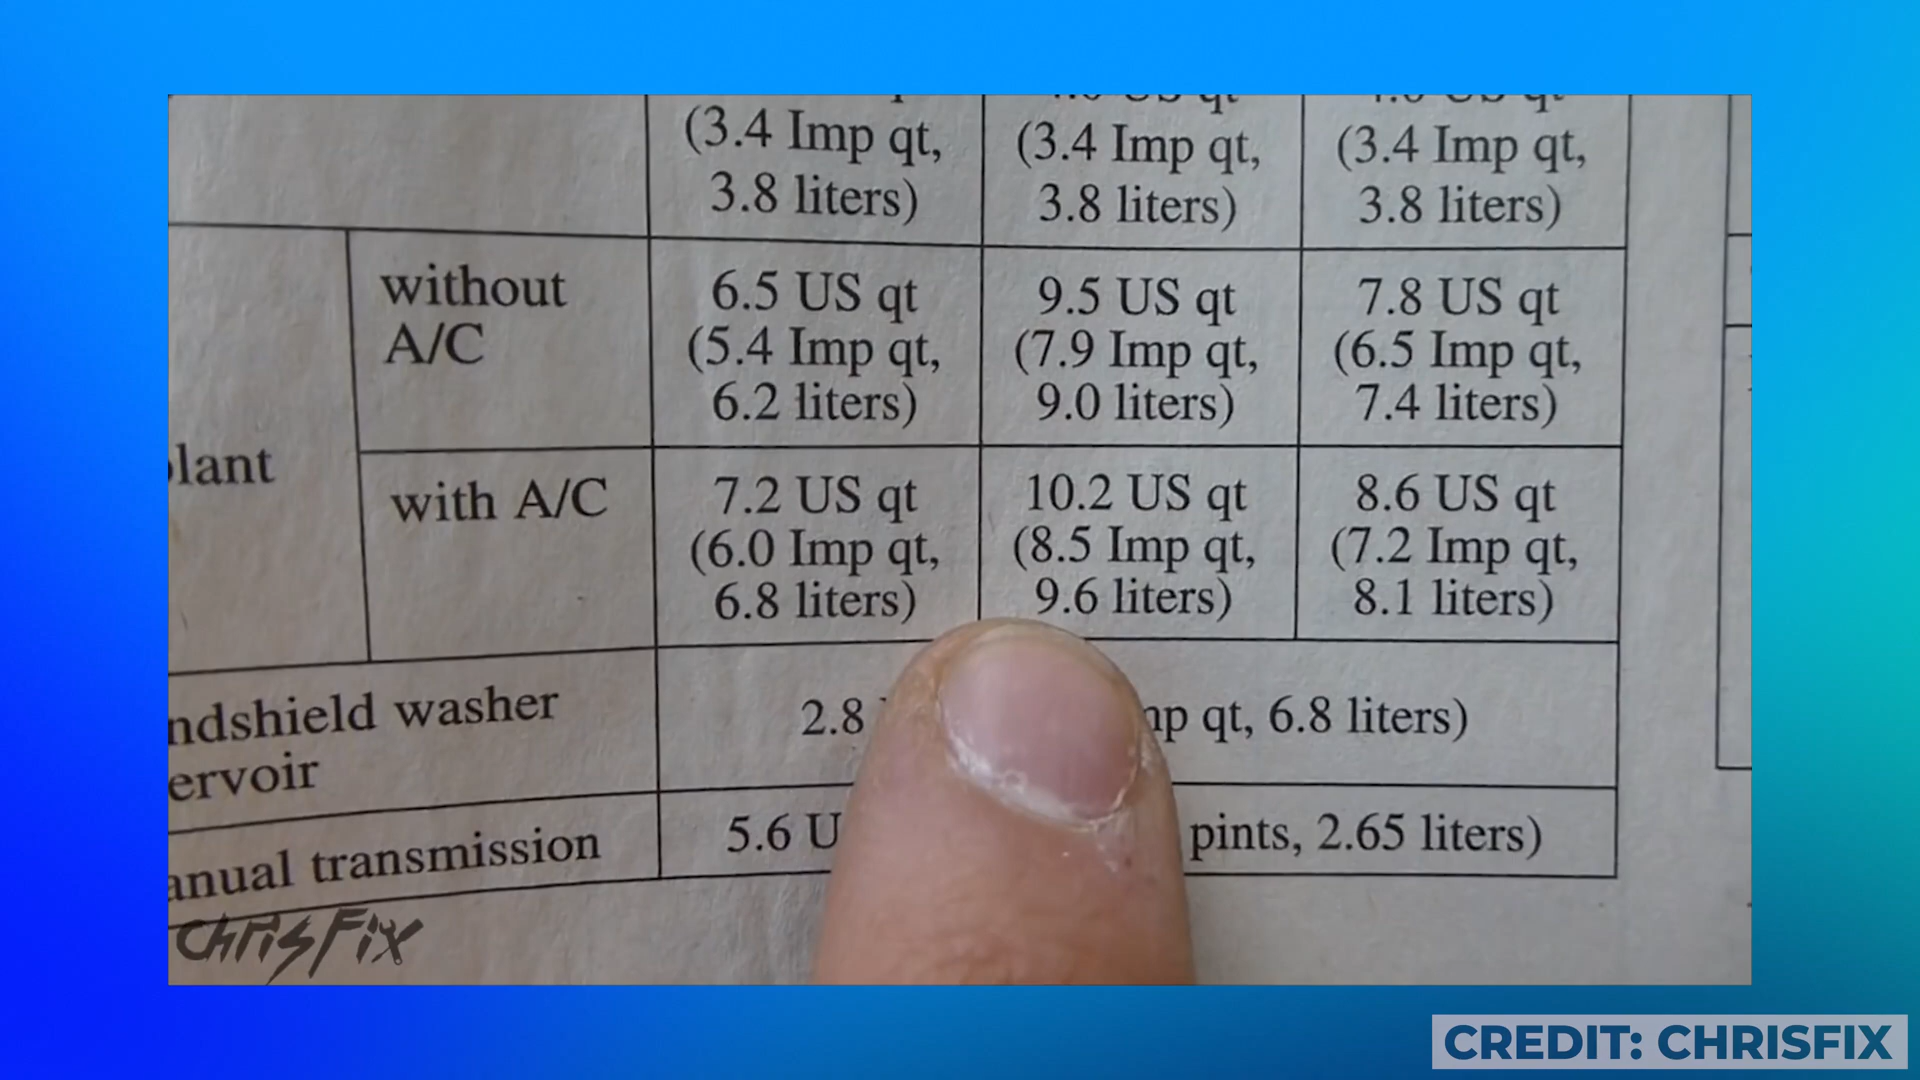 (3.4 Imp qt,
3.8 liters)
(3.4 Imp qt,
3.8 liters)
(3.4 Imp qt,
3.8 liters)
without
A/C
6.5 US qt
(5.4 Imp qt,
6.2 liters)
9.5 US qt
(7.9 Imp qt,
9.0 liters)
7.8 US qt
(6.5 Imp qt,
7.4 liters)
lant
with A/C
7.2 US qt
(6.0 Imp qt,
6.8 liters)
10.2 US qt
(8.5 Imp qt,
9.6 liters)
8.6 US qt
(7.2 Imp qt,
8.1 liters)
ndshield washer
ervoir
2.8 mp qt, 6.8 liters)
anual transmission
5.6 U pints, 2.65 liters)
ChrisFix
CREDIT: CHRISFIX